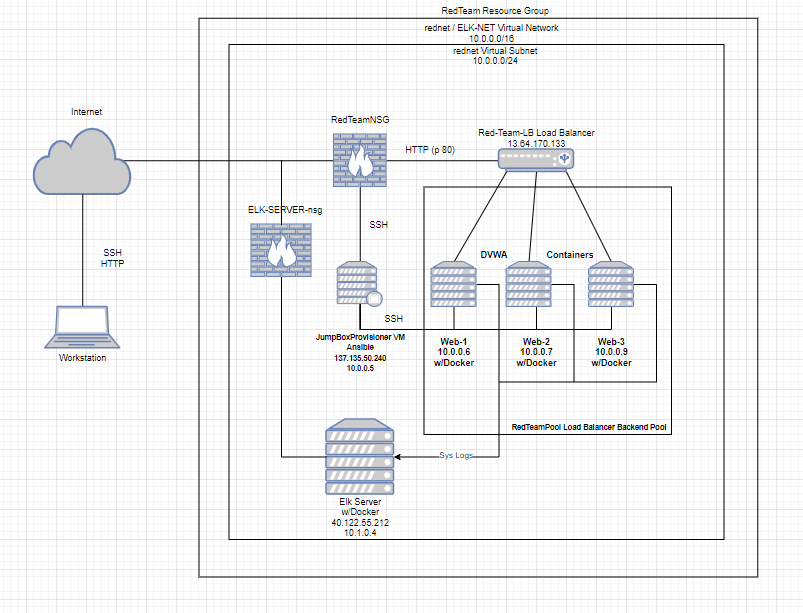 RedTeam Resource Group
rednet / ELK-NET Virtual Network
10.0.0.0/16
rednet Virtual Subnet
10.0.0.0/24
Internet
RedTeamNSG
Red-Team-LB Load Balancer
13.64.170.133
HTTP (p 80)
ELK-SERVER-nsg
SSH
SSH
HTTP
DVWA
Containers
SSH
JumpBoxProvisioner VM
Ansible
137.135.50.240
10.0.0.5
Web-1
10.0.0.6
w/Docker
Web-2
10.0.0.7
w/Docker
Web-3
10.0.0.9
w/Docker
Workstation
RedTeamPool Load Balancer Backend Pool
Sys Logs
Elk Server
w/Docker
40.122.55.212
10.1.0.4